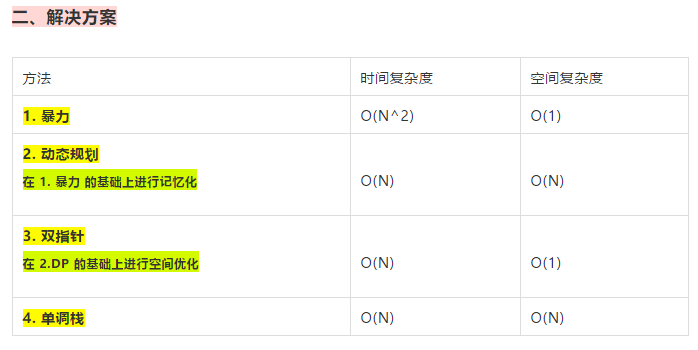 二、解决方案
方法 时间复杂度 空间复杂度
1. 暴力 O(N^2) O(1)
2. 动态规划
在 1. 暴力 的基础上进行记忆化 O(N) O(N)
3. 双指针
在 2.DP 的基础上进行空间优化 O(N) O(1)
4. 单调栈 O(N) O(N)